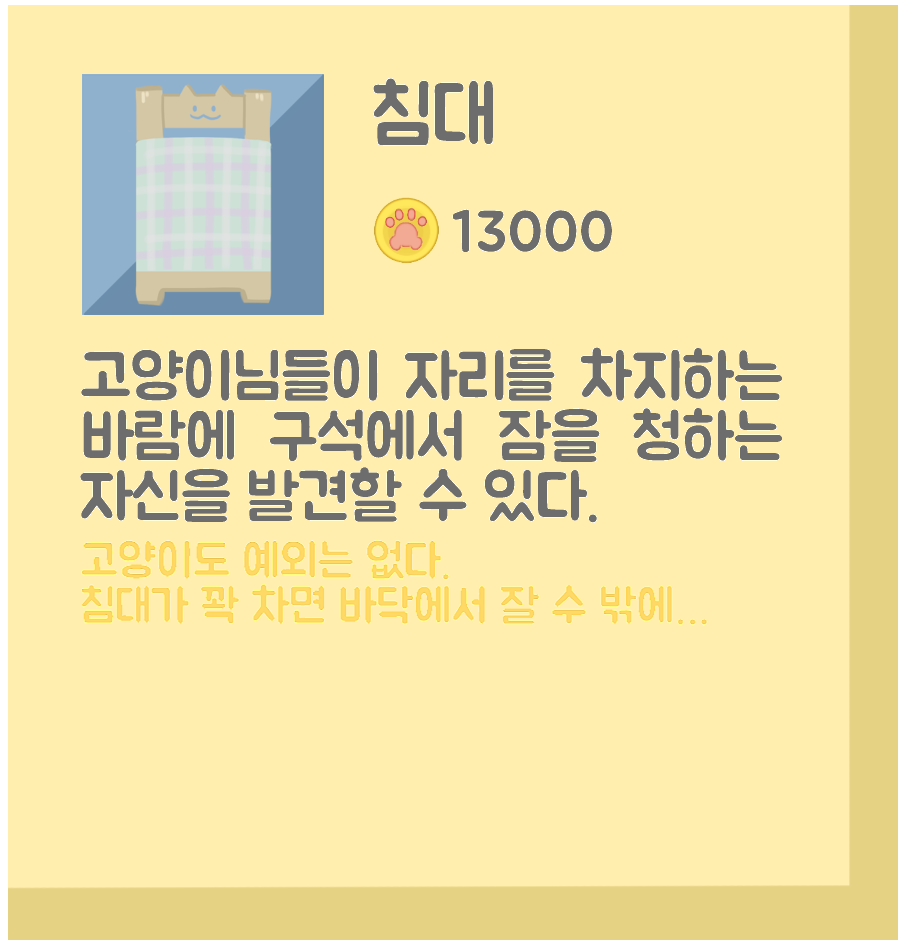 침대
13000
고양이님들이 자리를 차지하는
바람에 구석에서 잠을 청하는
자신을 발견할 수 있다.
고양이도 예외는 없다.
침대가 꽉 차면 바닥에서 잘 수 밖에...